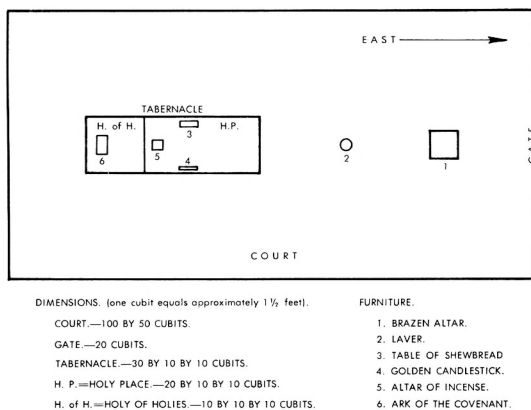 EAST
TABERNACLE
H. of H. H.P.
3
6 5 2 1
4
COURT
DIMENSIONS. (one cubit equals approximately 1½ feet).
COURT.—100 BY 50 CUBITS.
GATE.—20 CUBITS.
TABERNACLE.—30 BY 10 BY 10 CUBITS.
H. P.=HOLY PLACE.—20 BY 10 BY 10 CUBITS.
H. of H.=HOLY OF HOLIES.—10 BY 10 BY 10 CUBITS.
FURNITURE.
1. BRAZEN ALTAR.
2. LAVER.
3. TABLE OF SHEWBREAD
4. GOLDEN CANDLESTICK.
5. ALTAR OF INCENSE.
6. ARK OF THE COVENANT.